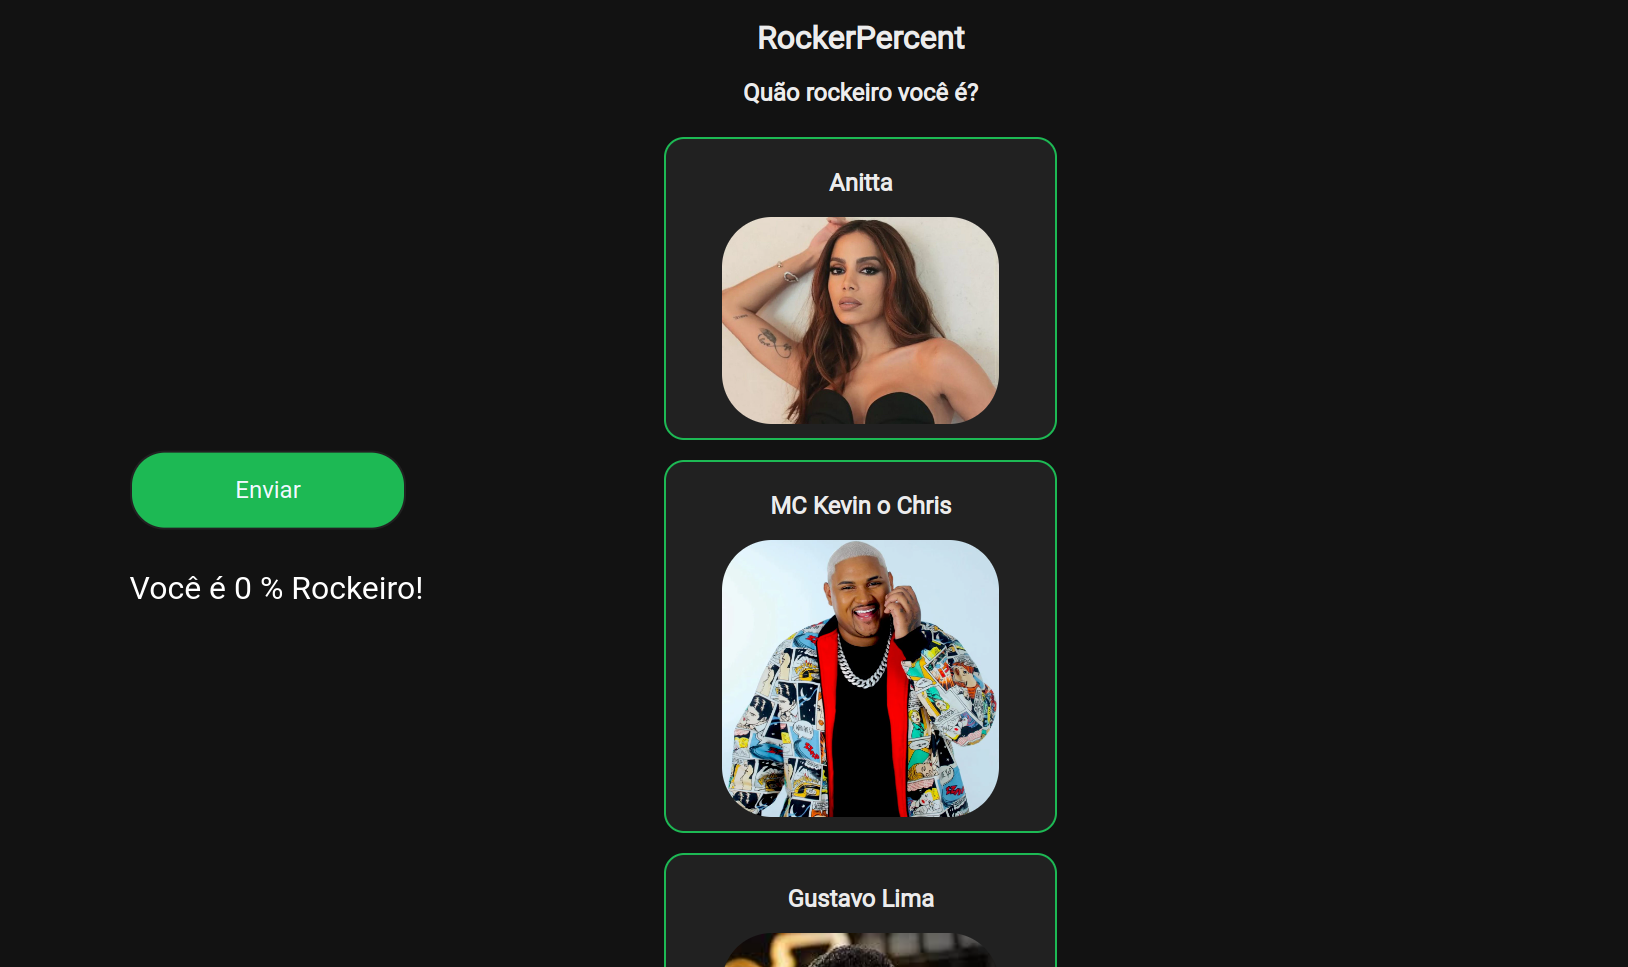 RockerPercent
Quão rockeiro você é?
Anitta
MC Kevin o Chris
Gustavo Lima
Enviar
Você é 0 % Rockeiro!